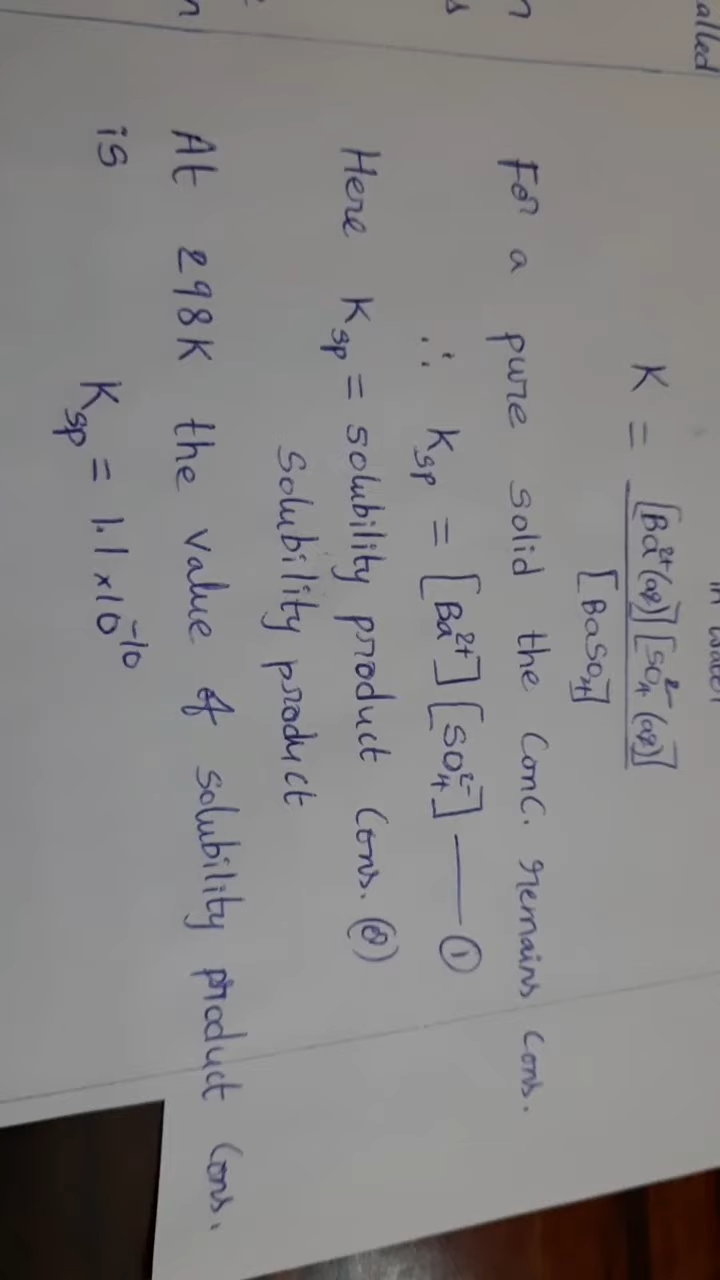 alled
in water
K = [Ba²⁺(aq)] [SO₄²⁻(aq)]
[BaSO₄]
For a pure solid the conc. remains cons.
∴ Ksp = [Ba²⁺] [SO₄²⁻] —— ①
Here Ksp = solubility product cons. (or)
Solubility product
At 298K the value of solubility product cons.
is
Ksp = 1.1×10⁻¹⁰